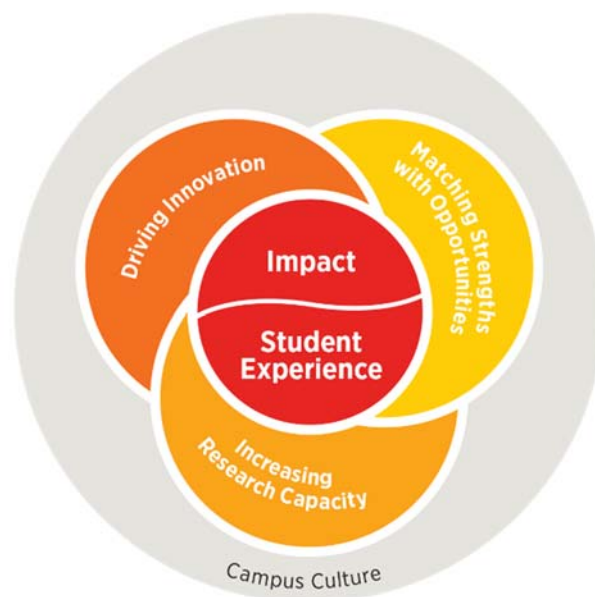 Driving Innovation
Matching Strengths
with Opportunities
Impact
Student
Experience
Increasing
Research Capacity
Campus Culture